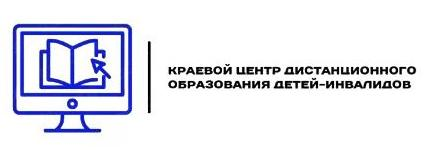 КРАЕВОЙ ЦЕНТР ДИСТАНЦИОННОГО
ОБРАЗОВАНИЯ ДЕТЕЙ-ИНВАЛИДОВ